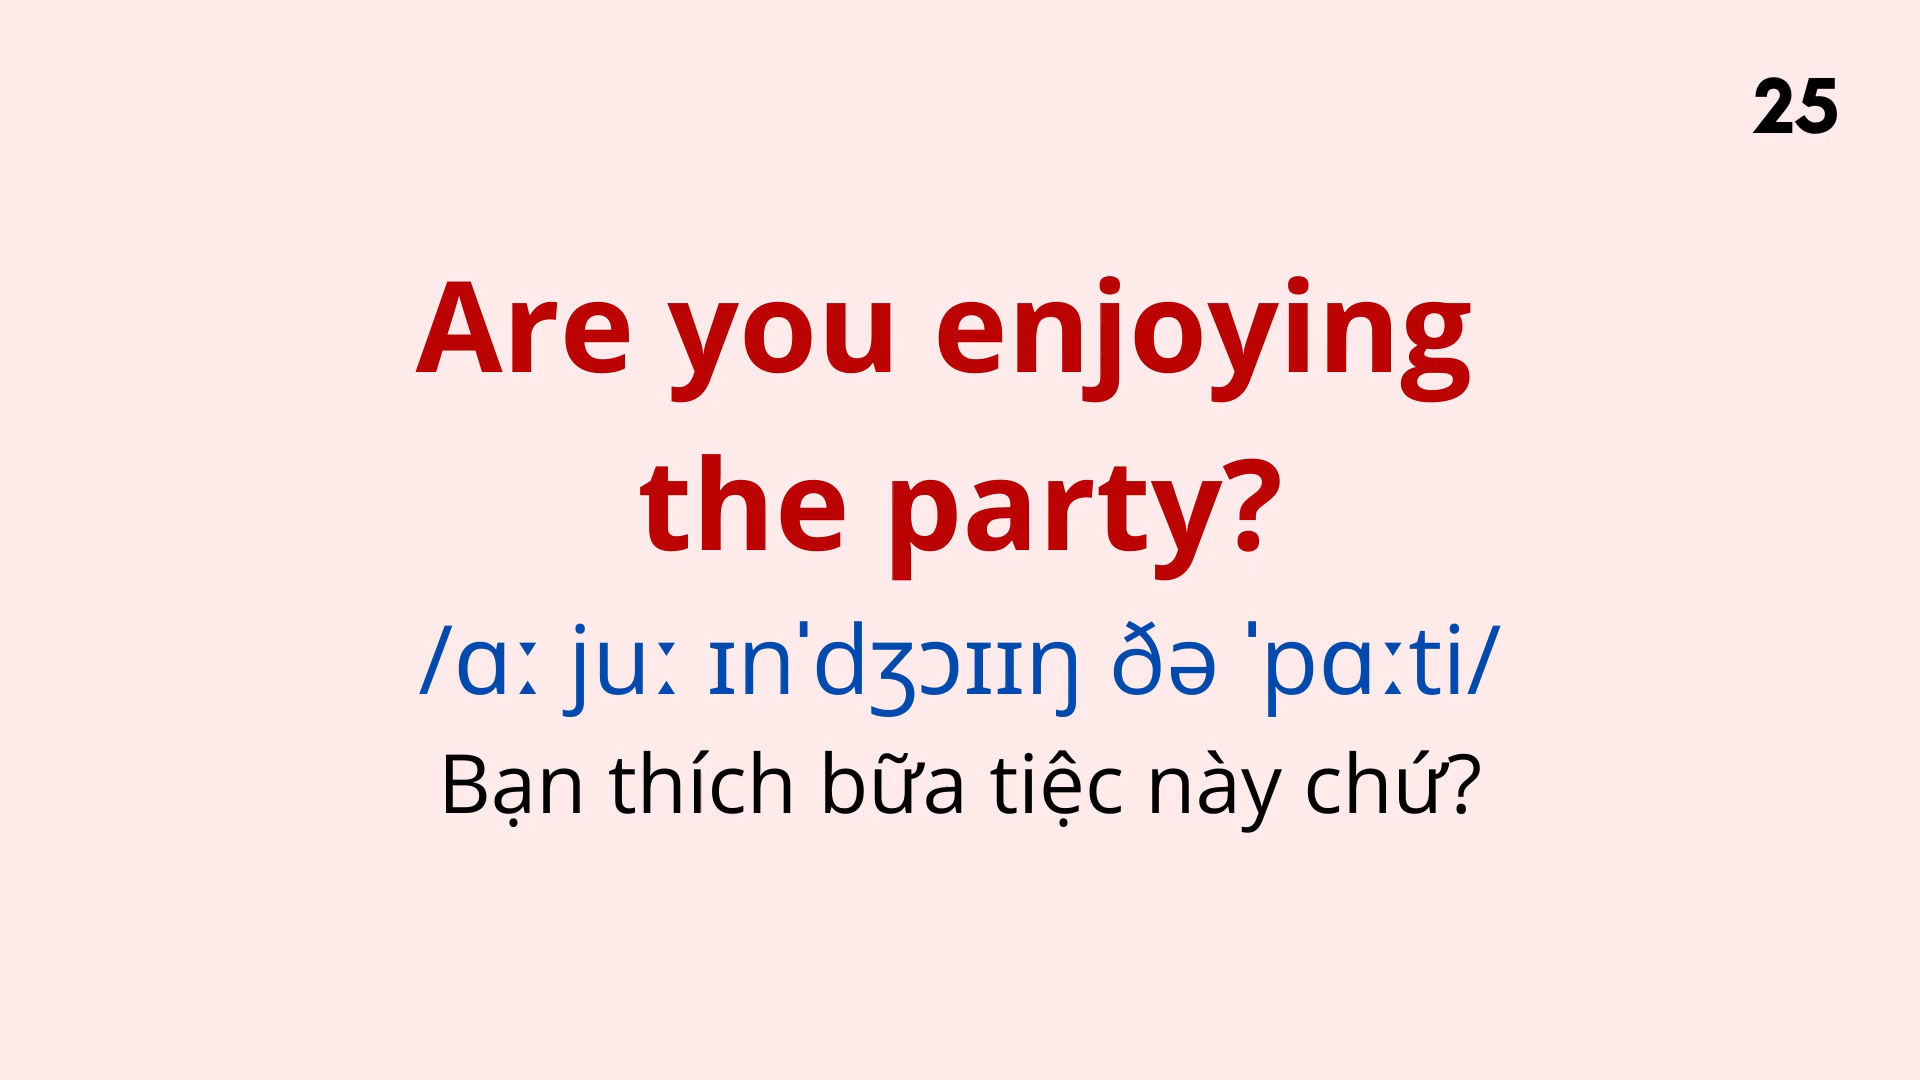 25
Are you enjoying
the party?
/ɑː juː ɪnˈdʒɔɪɪŋ ðə ˈpɑːti/
Bạn thích bữa tiệc này chứ?